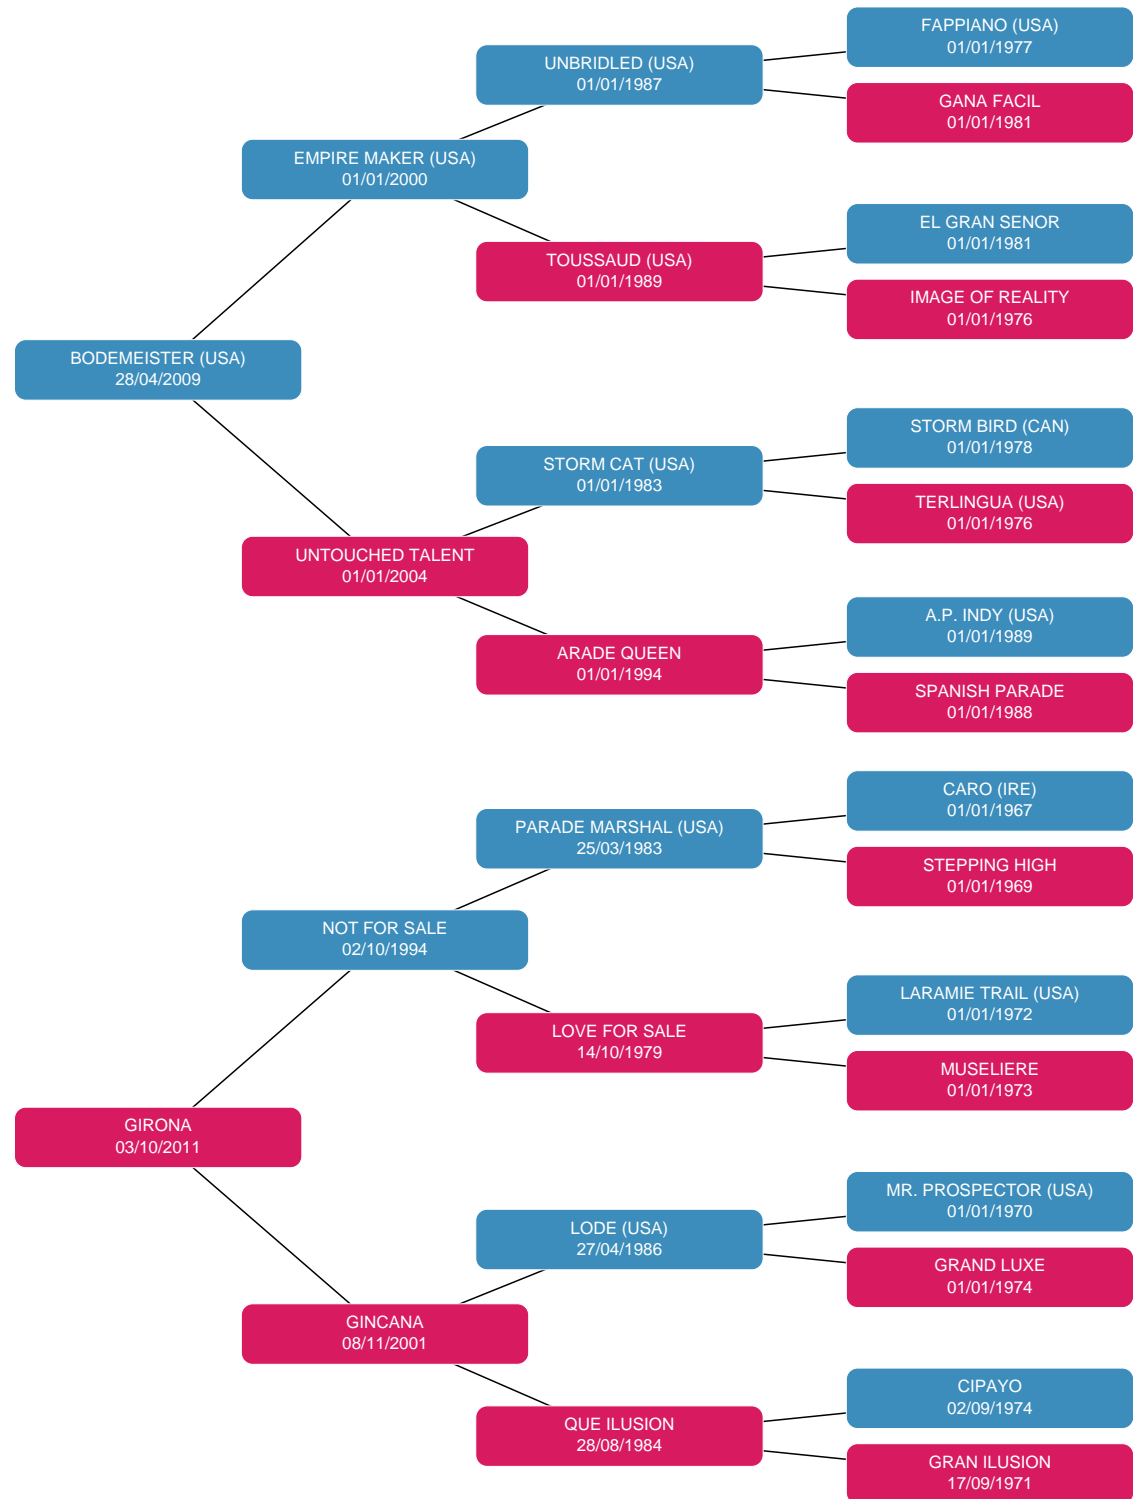 FAPPIANO (USA)
01/01/1977
UNBRIDLED (USA)
01/01/1987
GANA FACIL
01/01/1981
EMPIRE MAKER (USA)
01/01/2000
EL GRAN SENOR
01/01/1981
TOUSSAUD (USA)
01/01/1989
IMAGE OF REALITY
01/01/1976
BODEMEISTER (USA)
28/04/2009
STORM BIRD (CAN)
01/01/1978
STORM CAT (USA)
01/01/1983
TERLINGUA (USA)
01/01/1976
UNTOUCHED TALENT
01/01/2004
A.P. INDY (USA)
01/01/1989
ARADE QUEEN
01/01/1994
SPANISH PARADE
01/01/1988
CARO (IRE)
01/01/1967
PARADE MARSHAL (USA)
25/03/1983
STEPPING HIGH
01/01/1969
NOT FOR SALE
02/10/1994
LARAMIE TRAIL (USA)
01/01/1972
LOVE FOR SALE
14/10/1979
MUSELIERE
01/01/1973
GIRONA
03/10/2011
MR. PROSPECTOR (USA)
01/01/1970
LODE (USA)
27/04/1986
GRAND LUXE
01/01/1974
GINCANA
08/11/2001
CIPAYO
02/09/1974
QUE ILUSION
28/08/1984
GRAN ILUSION
17/09/1971